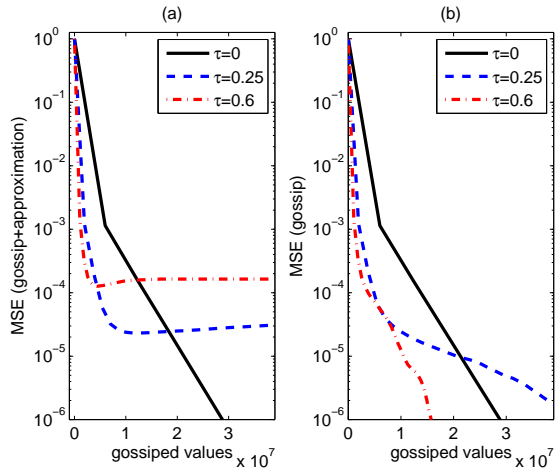 (a)
MSE (gossip+approximation)
10^0
10^-1
10^-2
10^-3
10^-4
10^-5
10^-6
τ=0
τ=0.25
τ=0.6
0
1
2
3
gossiped values
× 10^7
(b)
MSE (gossip)
10^0
10^-1
10^-2
10^-3
10^-4
10^-5
10^-6
τ=0
τ=0.25
τ=0.6
0
1
2
3
gossiped values
× 10^7